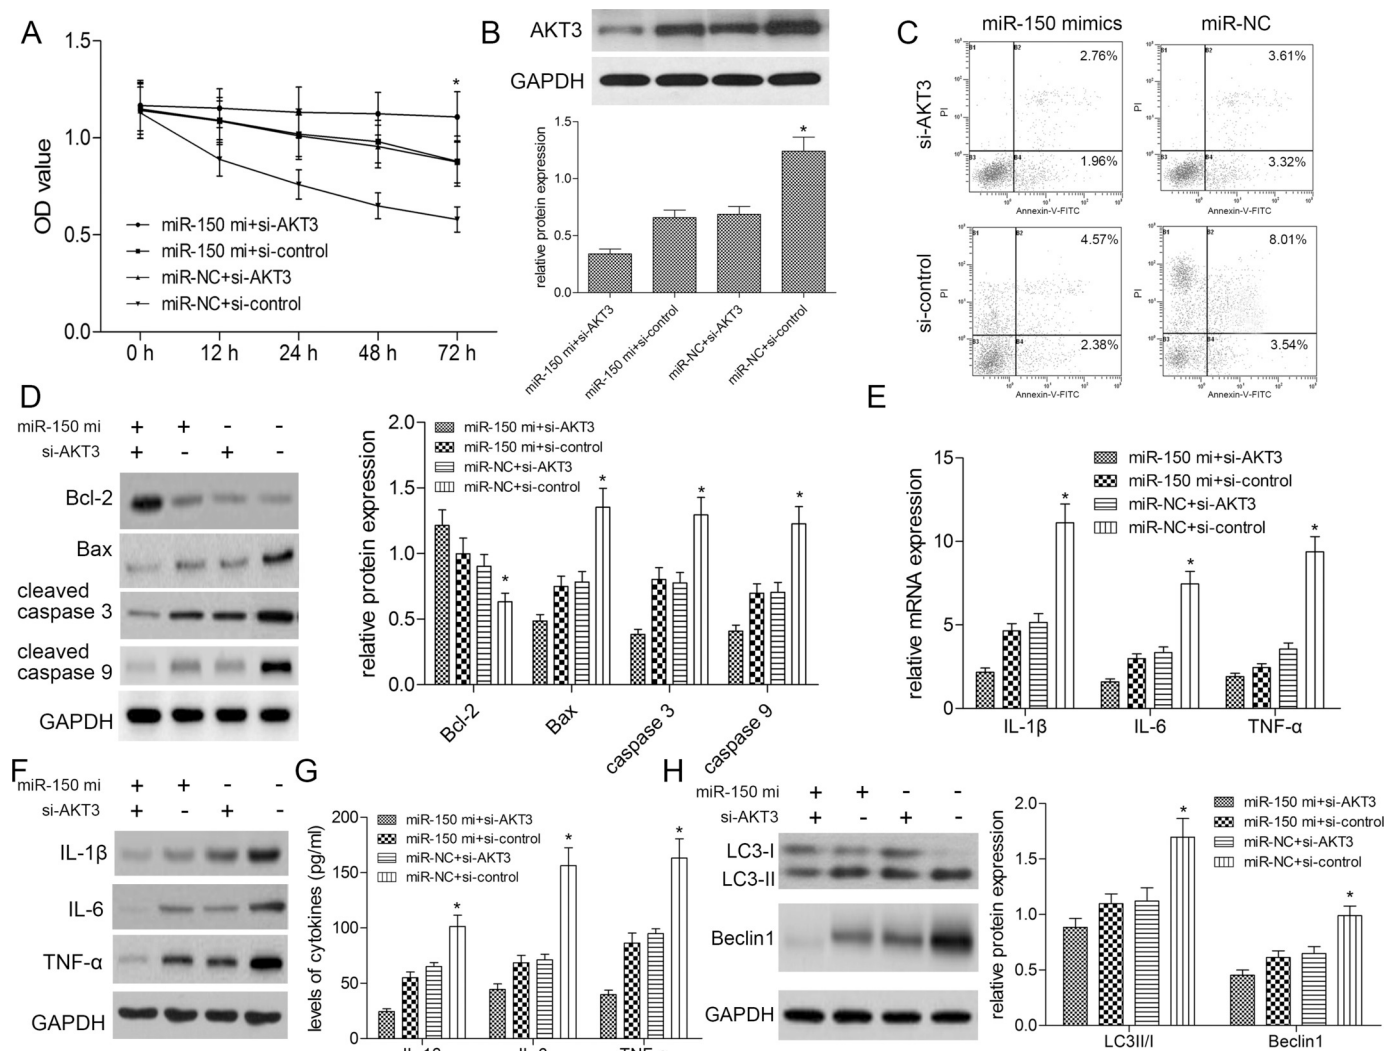 A
1.5
1.0
0.5
0.0
OD value
*
miR-150 mi+si-AKT3
miR-150 mi+si-control
miR-NC+si-AKT3
miR-NC+si-control
0 h 12 h 24 h 48 h 72 h
B
AKT3
GAPDH
relative protein expression
1.5
1.0
0.5
0.0
*
miR-150 mi+si-AKT3
miR-150 mi+si-control
miR-NC+si-AKT3
miR-NC+si-control
C
miR-150 mimics miR-NC
si-AKT3
PI
2.76%
1.96%
Annexin-V-FITC
PI
3.61%
3.32%
Annexin-V-FITC
si-control
PI
4.57%
2.38%
Annexin-V-FITC
PI
8.01%
3.54%
Annexin-V-FITC
D
miR-150 mi + + - -
si-AKT3 + - + -
Bcl-2
Bax
cleaved
caspase 3
cleaved
caspase 9
GAPDH
relative protein expression
2.0
1.5
1.0
0.5
0.0
miR-150 mi+si-AKT3
miR-150 mi+si-control
miR-NC+si-AKT3
miR-NC+si-control
* * * *
Bcl-2 Bax caspase 3 caspase 9
E
relative mRNA expression
15
10
5
0
miR-150 mi+si-AKT3
miR-150 mi+si-control
miR-NC+si-AKT3
miR-NC+si-control
* * *
IL-1β IL-6 TNF-α
F
miR-150 mi + + - -
si-AKT3 + - + -
IL-1β
IL-6
TNF-α
GAPDH
G
levels of cytokines (pg/ml)
200
150
100
50
0
miR-150 mi+si-AKT3
miR-150 mi+si-control
miR-NC+si-AKT3
miR-NC+si-control
* * *
H
miR-150 mi + + - -
si-AKT3 + - + -
LC3-I
LC3-II
Beclin1
GAPDH
relative protein expression
2.0
1.5
1.0
0.5
0.0
miR-150 mi+si-AKT3
miR-150 mi+si-control
miR-NC+si-AKT3
miR-NC+si-control
* *
LC3II/I Beclin1